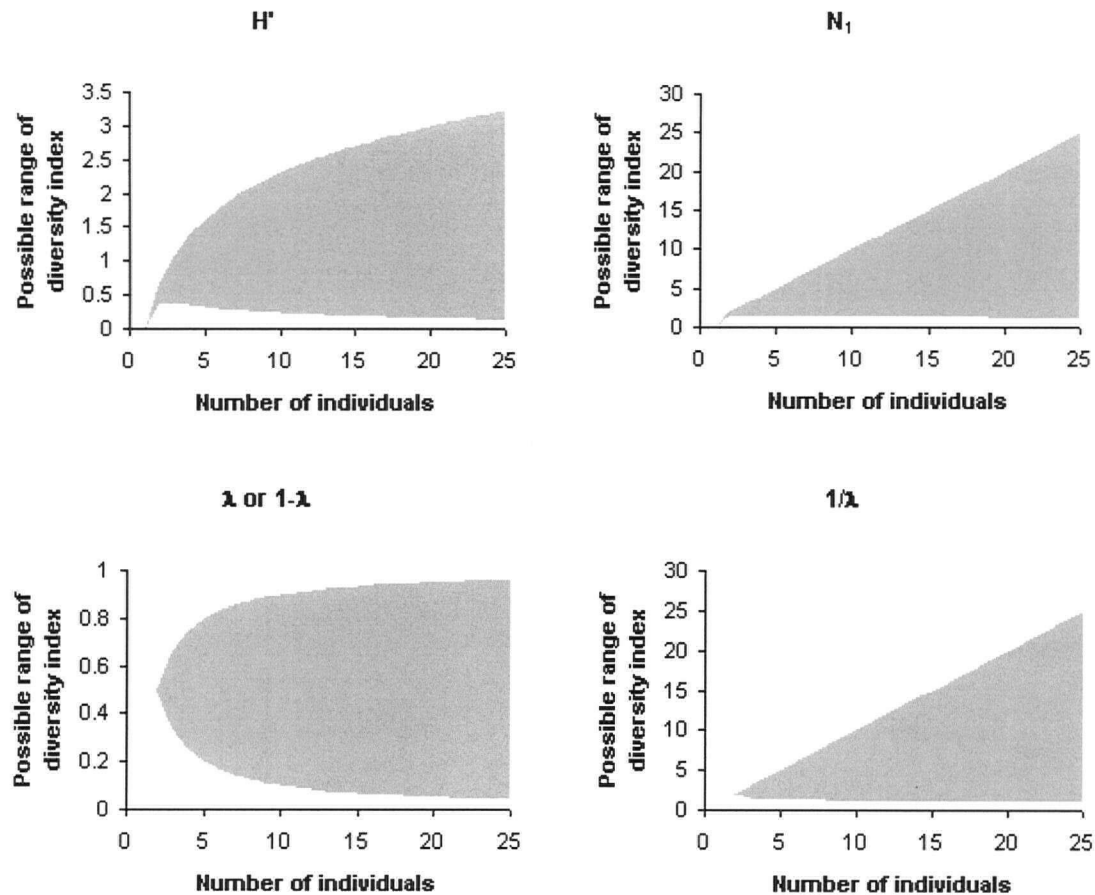 H'
Possible range of
diversity index
3.5
3
2.5
2
1.5
1
0.5
0
0 5 10 15 20 25
Number of individuals
N₁
Possible range of
diversity index
30
25
20
15
10
5
0
0 5 10 15 20 25
Number of individuals
λ or 1-λ
Possible range of
diversity index
1
0.8
0.6
0.4
0.2
0
0 5 10 15 20 25
Number of individuals
1/λ
Possible range of
diversity index
30
25
20
15
10
5
0
0 5 10 15 20 25
Number of individuals